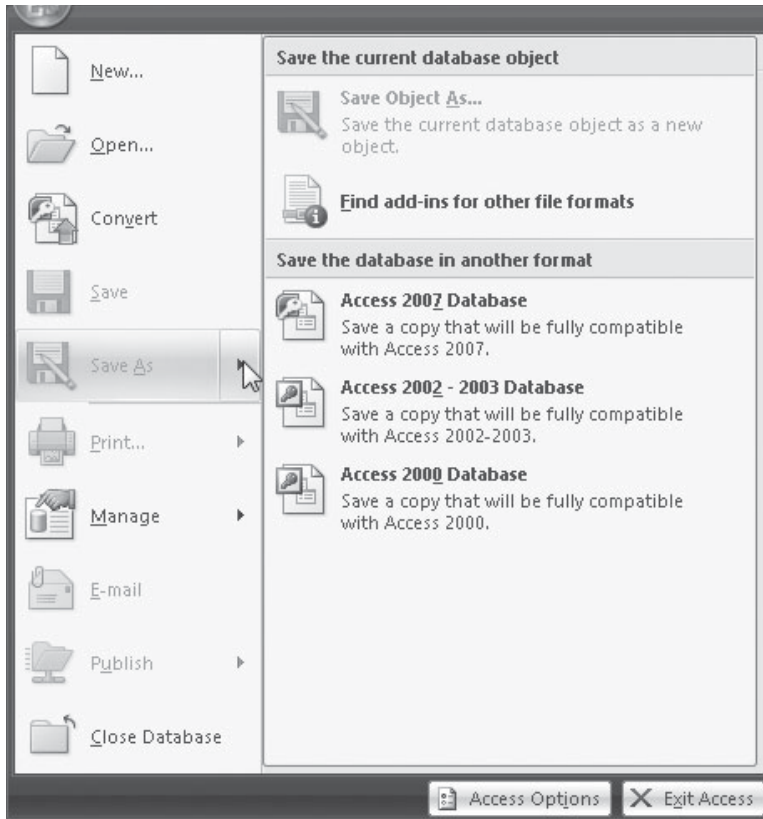 New...
Open...
Convert
Save
Save As
Print...
Manage
E-mail
Publish
Close Database
Save the current database object
Save Object As...
Save the current database object as a new
object.
Find add-ins for other file formats
Save the database in another format
Access 2007 Database
Save a copy that will be fully compatible
with Access 2007.
Access 2002 - 2003 Database
Save a copy that will be fully compatible
with Access 2002-2003.
Access 2000 Database
Save a copy that will be fully compatible
with Access 2000.
Access Options
Exit Access